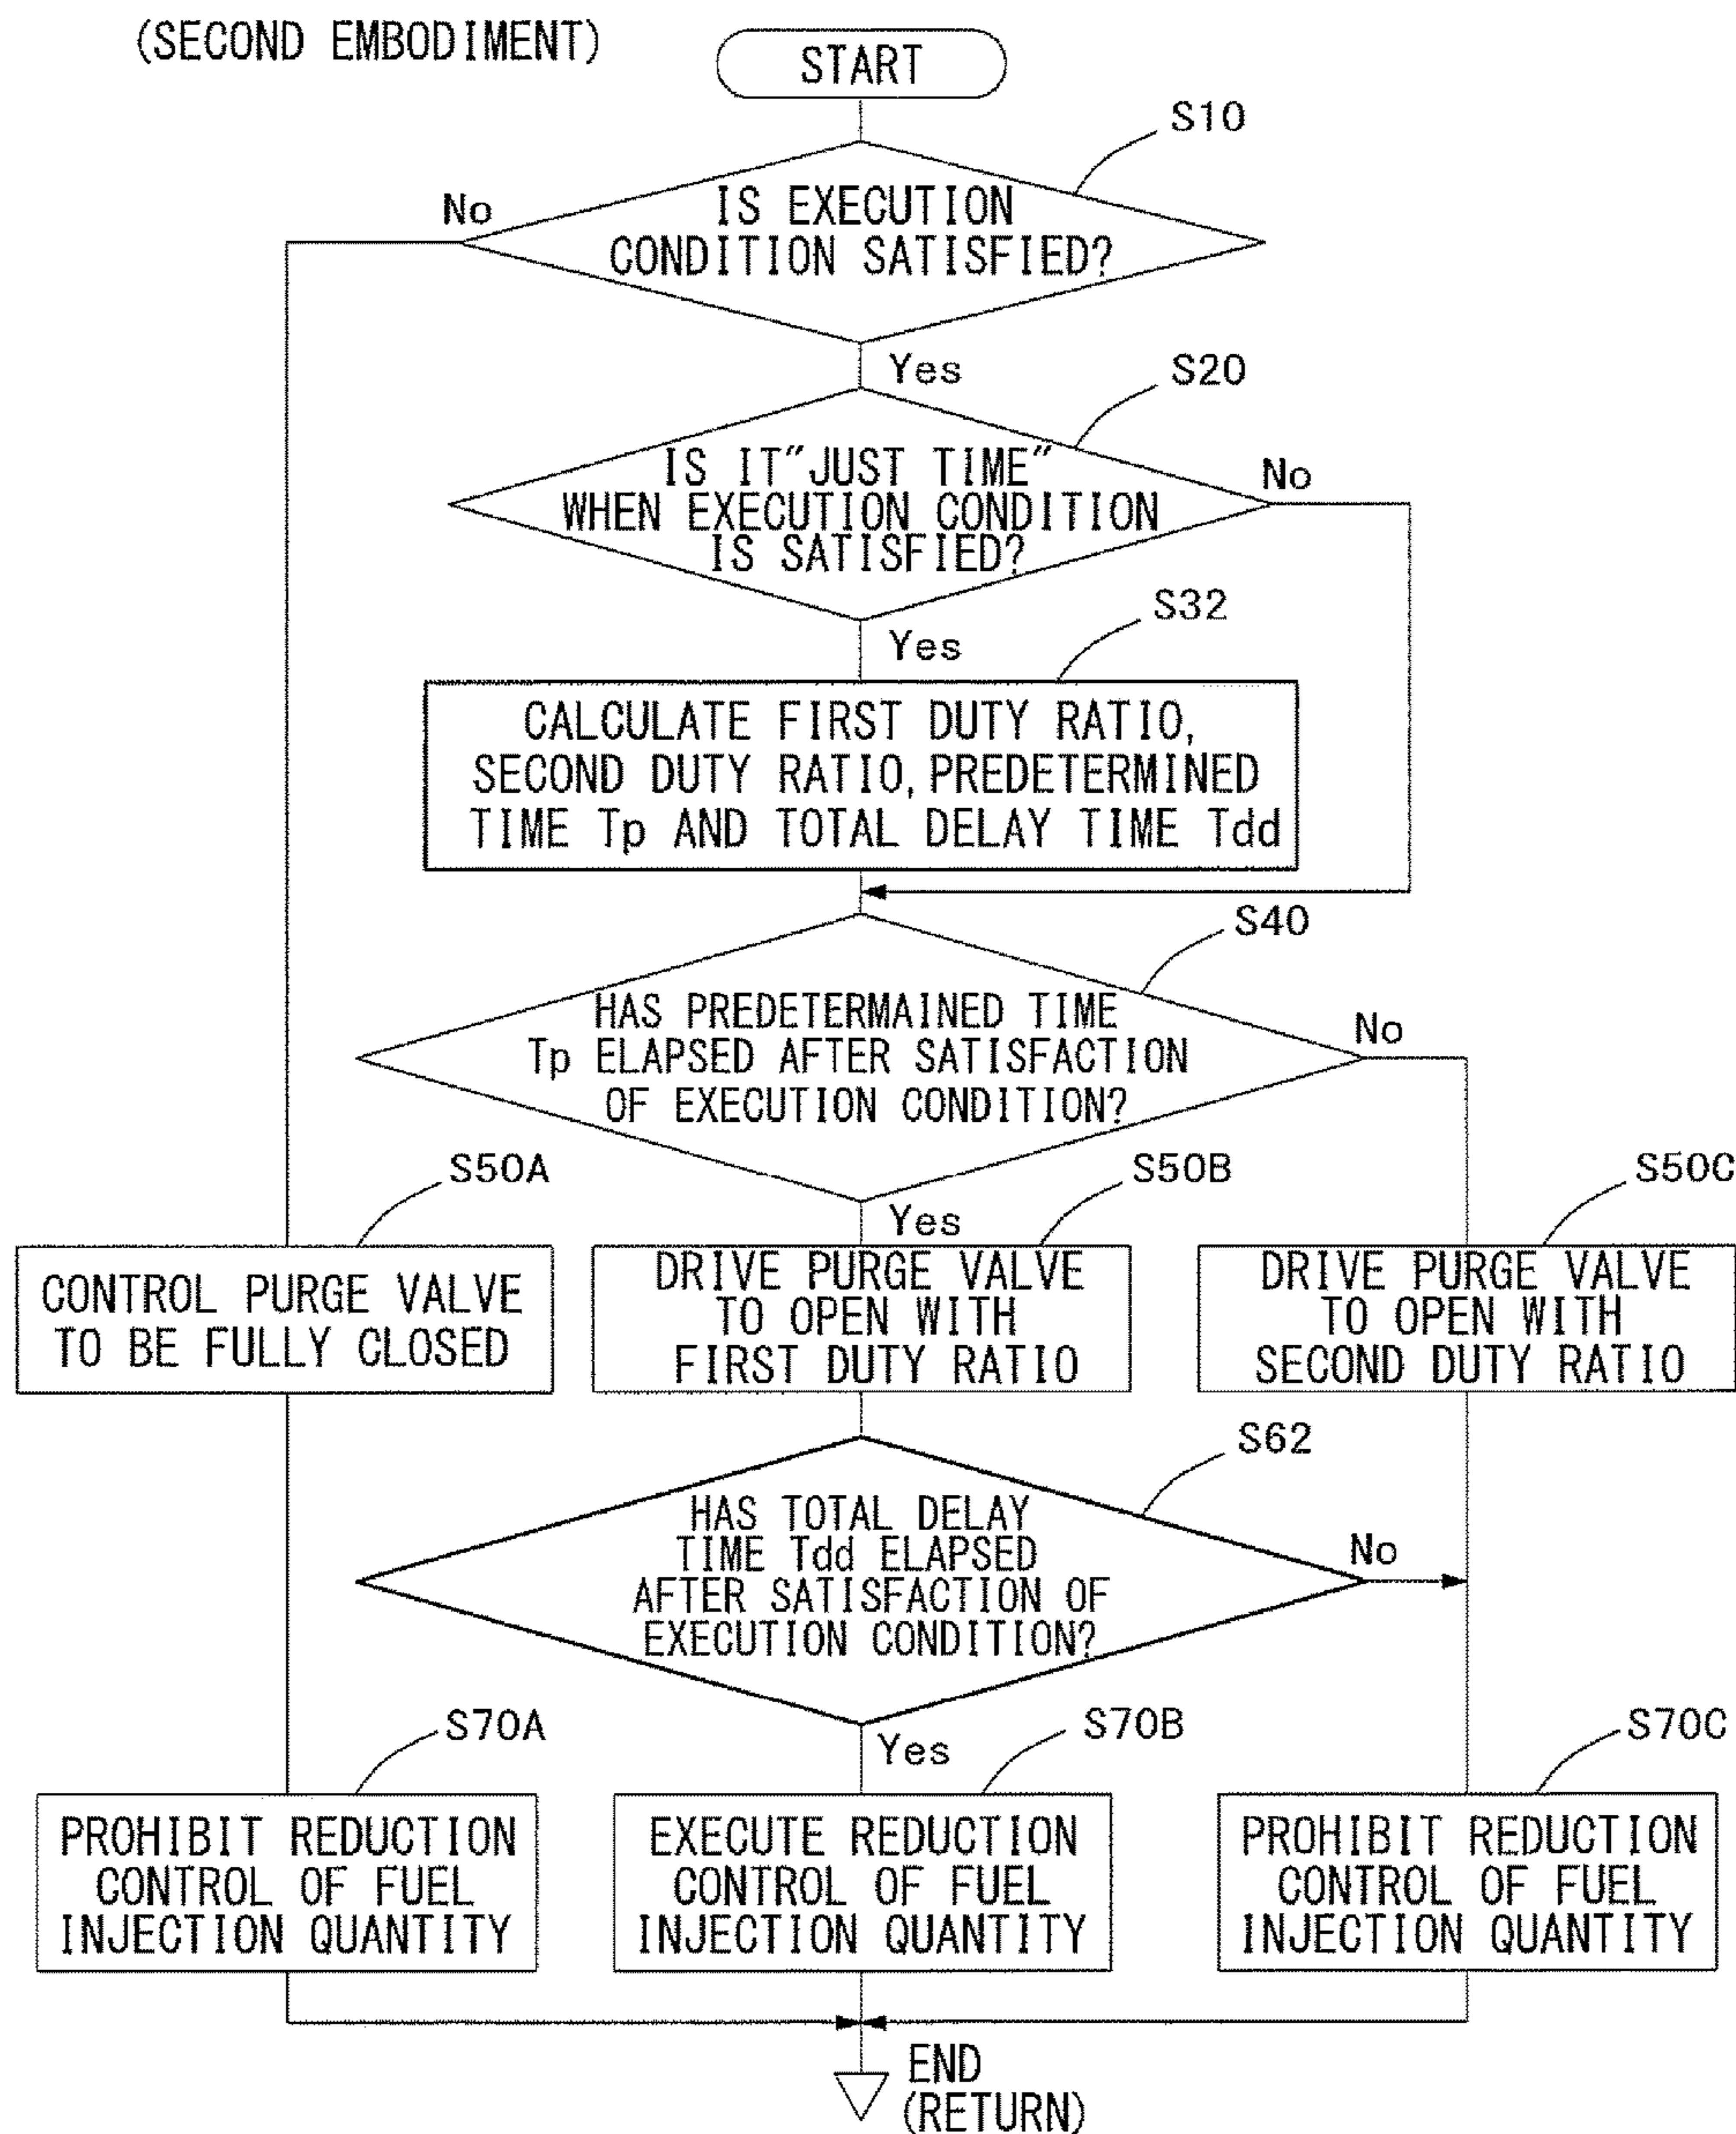 (SECOND EMBODIMENT)
START
S10
No
IS EXECUTION
CONDITION SATISFIED?
Yes
S20
IS IT"JUST TIME"
WHEN EXECUTION CONDITION
IS SATISFIED?
No
S32
Yes
CALCULATE FIRST DUTY RATIO,
SECOND DUTY RATIO, PREDETERMINED
TIME Tp AND TOTAL DELAY TIME Tdd
S40
HAS PREDETERMAINED TIME
Tp ELAPSED AFTER SATISFACTION
OF EXECUTION CONDITION?
No
S50A
S50B
S50C
Yes
CONTROL PURGE VALVE
TO BE FULLY CLOSED
DRIVE PURGE VALVE
TO OPEN WITH
FIRST DUTY RATIO
DRIVE PURGE VALVE
TO OPEN WITH
SECOND DUTY RATIO
S62
HAS TOTAL DELAY
TIME Tdd ELAPSED
AFTER SATISFACTION OF
EXECUTION CONDITION?
No
S70A
S70B
S70C
Yes
PROHIBIT REDUCTION
CONTROL OF FUEL
INJECTION QUANTITY
EXECUTE REDUCTION
CONTROL OF FUEL
INJECTION QUANTITY
PROHIBIT REDUCTION
CONTROL OF FUEL
INJECTION QUANTITY
END
(RETURN)